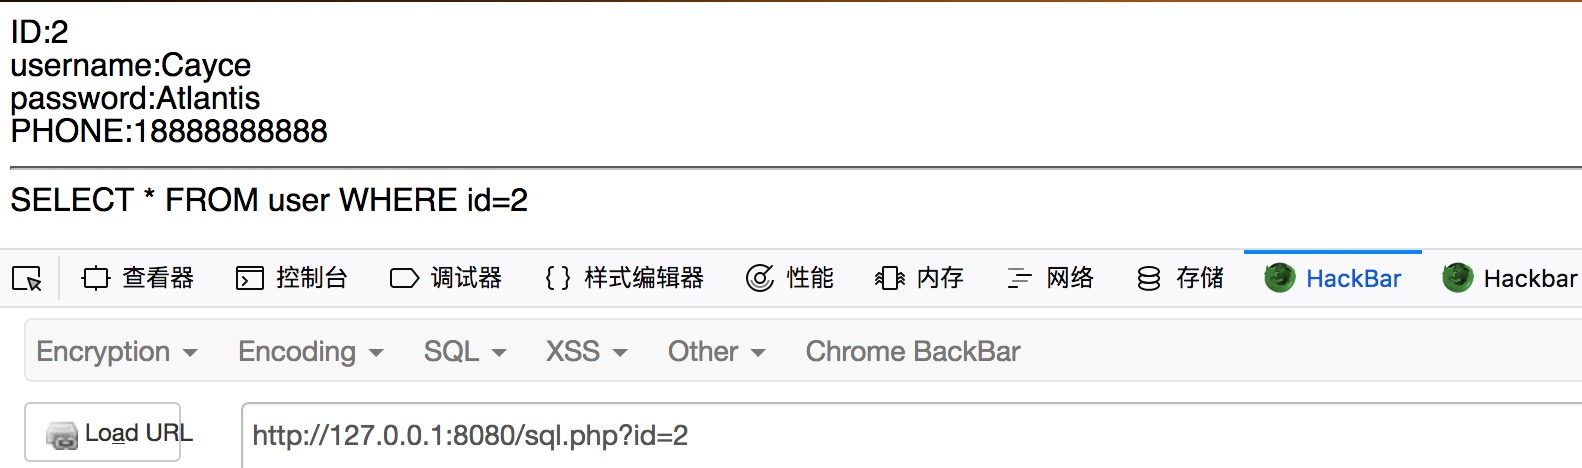 ID:2
username:Cayce
password:Atlantis
PHONE:18888888888
SELECT * FROM user WHERE id=2
查看器 控制台 调试器 {} 样式编辑器 性能 内存 网络 存储 HackBar Hackbar
Encryption Encoding SQL XSS Other Chrome BackBar
Load URL http://127.0.0.1:8080/sql.php?id=2